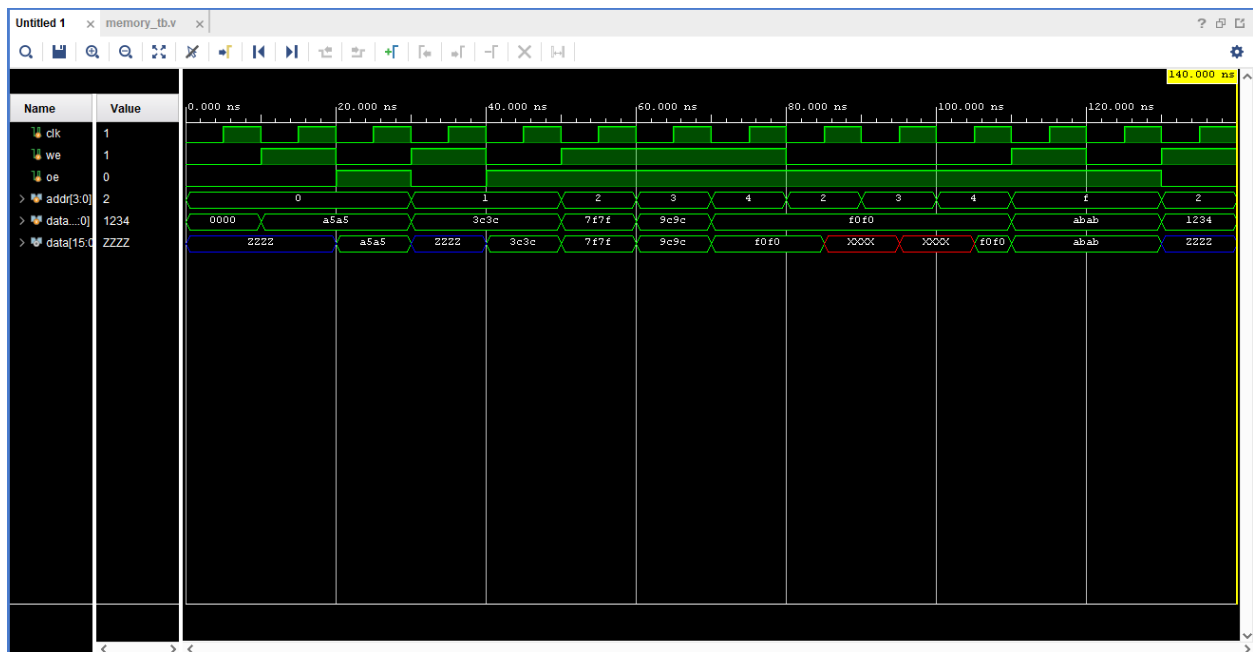 Untitled 1 × memory_tb.v × ?
140.000 ns
Name Value 0.000 ns 20.000 ns 40.000 ns 60.000 ns 80.000 ns 100.000 ns 120.000 ns
clk 1
we 1
oe 0
> addr[3:0] 2 0 1 2 3 4 2 3 4 f 2
> data...:0] 1234 0000 a5a5 3c3c 7f7f 9c9c f0f0 abab 1234
> data[15:0 ZZZZ ZZZZ a5a5 ZZZZ 3c3c 7f7f 9c9c f0f0 XXXX XXXX f0f0 abab ZZZZ